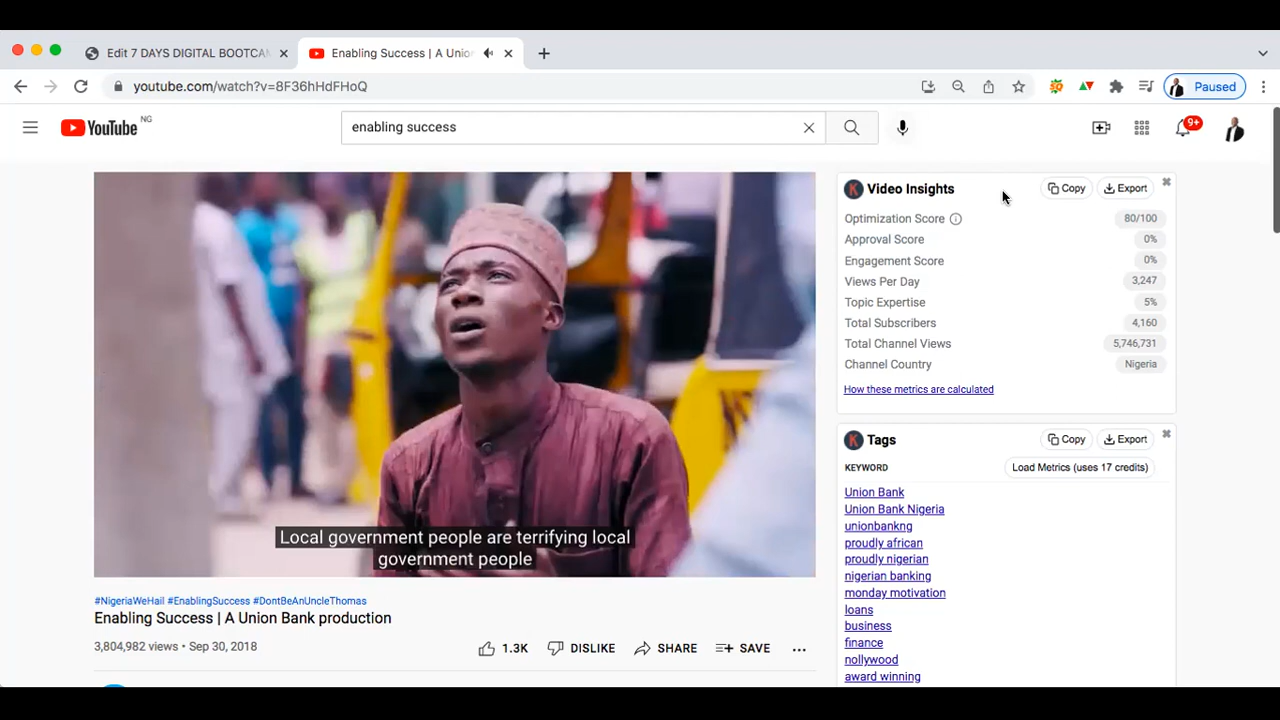 Edit 7 DAYS DIGITAL BOOTCAM
Enabling Success | A Unio
youtube.com/watch?v=8F36hHdFHoQ
Paused
YouTube NG
enabling success
9+
Video Insights
Copy
Export
Optimization Score 80/100
Approval Score 0%
Engagement Score 0%
Views Per Day 3,247
Topic Expertise 5%
Total Subscribers 4,160
Total Channel Views 5,746,731
Channel Country Nigeria
How these metrics are calculated
K Tags
Copy
Export
KEYWORD
Load Metrics (uses 17 credits)
Union Bank
Union Bank Nigeria
unionbankng
proudly african
proudly nigerian
nigerian banking
monday motivation
loans
business
finance
nollywood
award winning
Local government people are terrifying local
government people
#NigeriaWeHail #EnablingSuccess #DontBeAnUncleThomas
Enabling Success | A Union Bank production
3,804,982 views • Sep 30, 2018
1.3K
DISLIKE
SHARE
SAVE